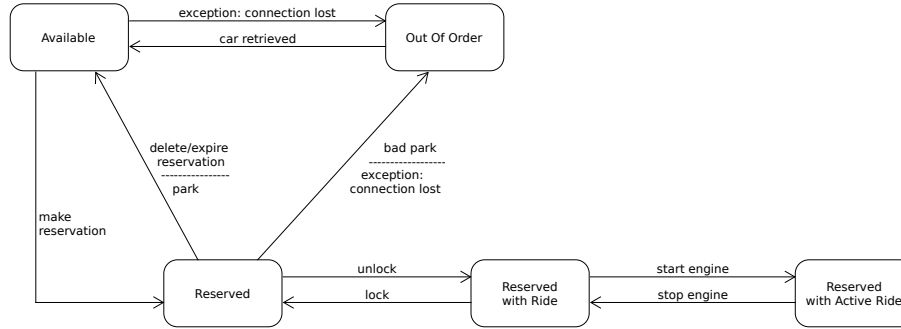 exception: connection lost
Available
Out Of Order
car retrieved
delete/expire
reservation
----------------
park
bad park
------------------
exception:
connection lost
make
reservation
unlock
start engine
Reserved
Reserved
with Ride
Reserved
with Active Ride
lock
stop engine